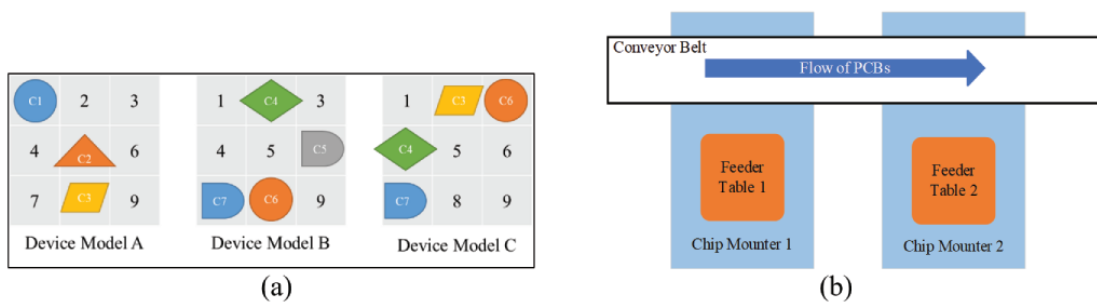 C1 2 3
4 C2 6
7 C3 9
Device Model A
1 C4 3
4 5 C5
C7 C6 9
Device Model B
1 C3 C6
C4 5 6
C7 8 9
Device Model C
(a)
Conveyor Belt
Flow of PCBs
Feeder
Table 1
Chip Mounter 1
Feeder
Table 2
Chip Mounter 2
(b)